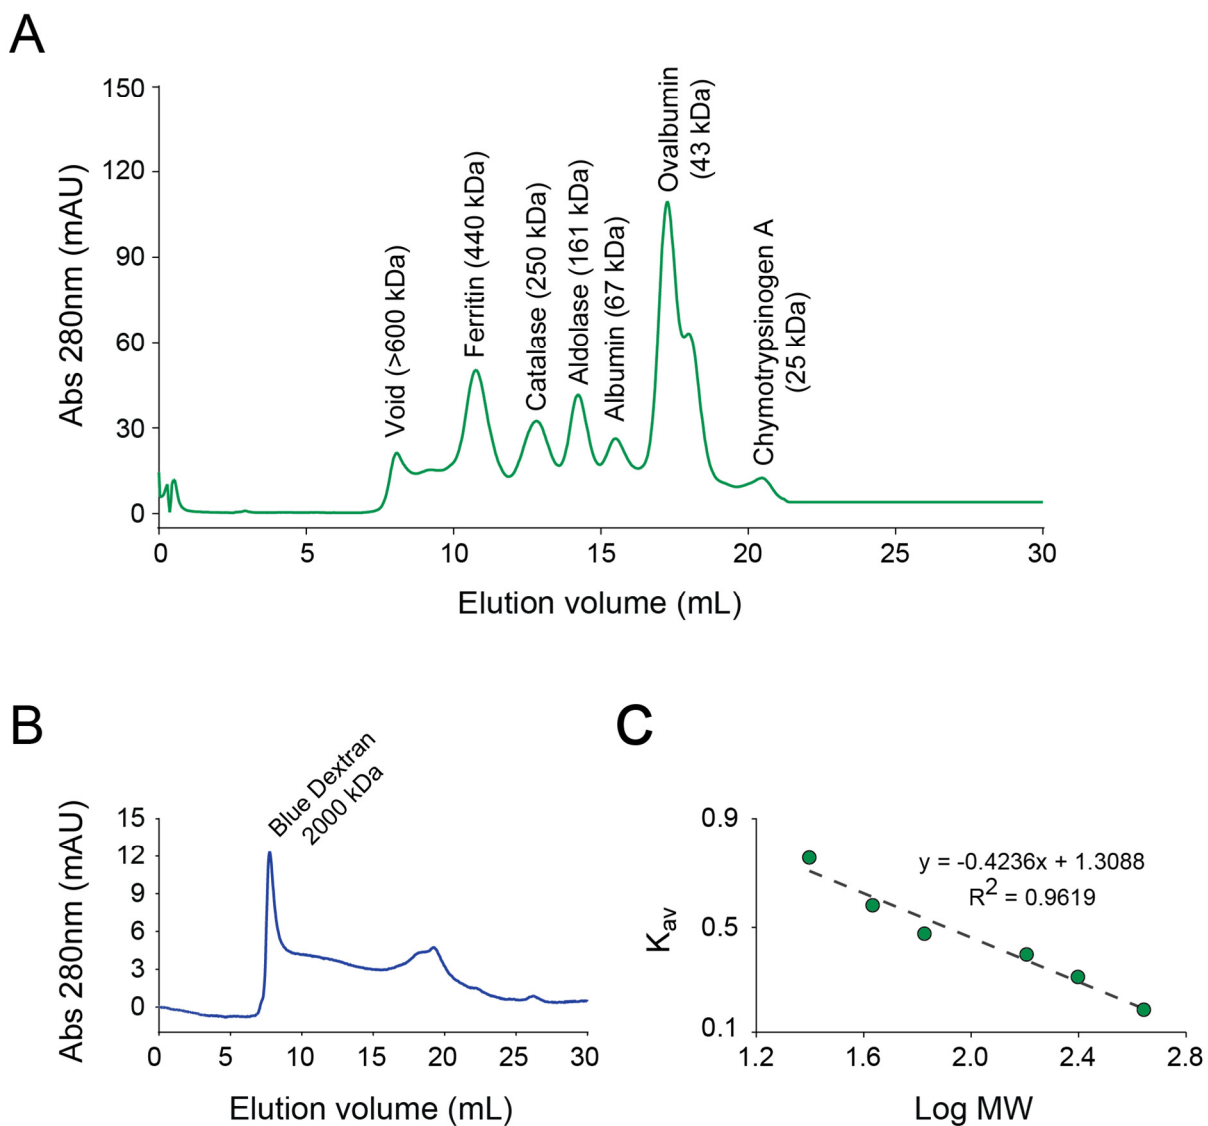 A
Abs 280nm (mAU)
150
120
90
60
30
0
Void (>600 kDa)
Ferritin (440 kDa)
Catalase (250 kDa)
Aldolase (161 kDa)
Albumin (67 kDa)
Ovalbumin
(43 kDa)
Chymotrypsinogen A
(25 kDa)
0 5 10 15 20 25 30
Elution volume (mL)
B
Abs 280nm (mAU)
15
12
9
6
3
0
Blue Dextran
2000 kDa
0 5 10 15 20 25 30
Elution volume (mL)
C
Kav
0.9
0.5
0.1
y = -0.4236x + 1.3088
R2 = 0.9619
1.2 1.6 2.0 2.4 2.8
Log MW